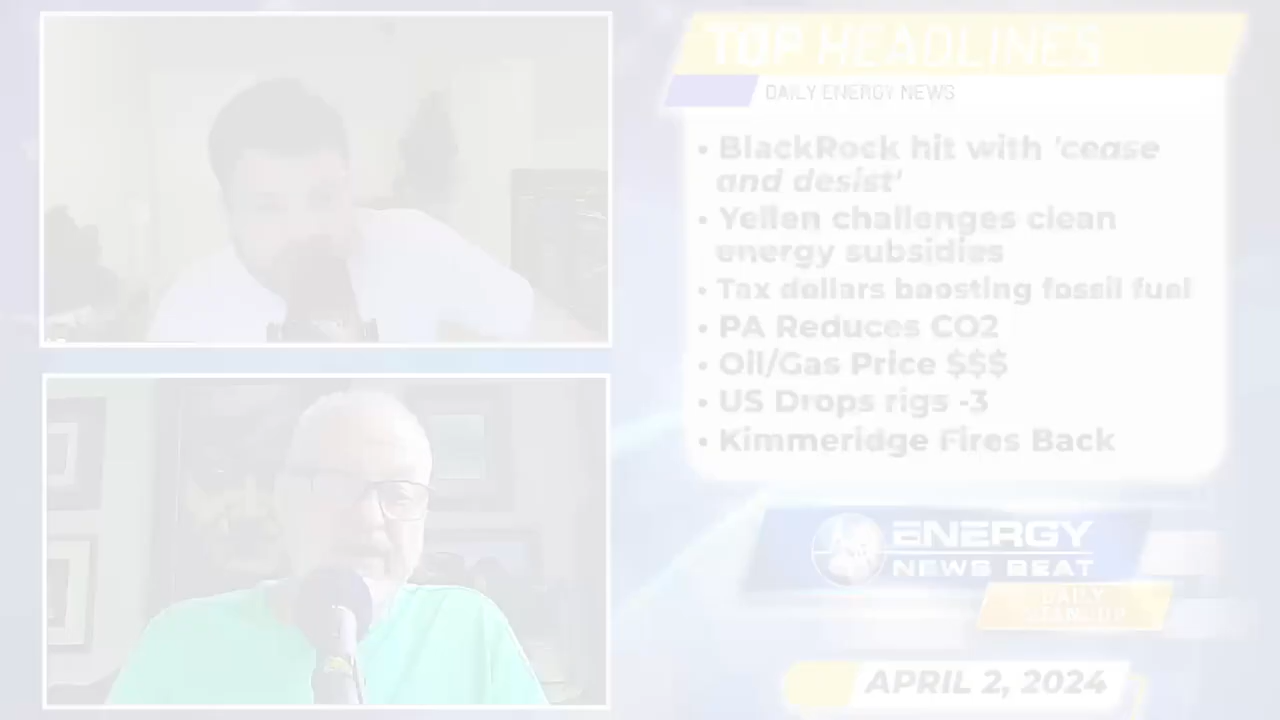 TOP HEADLINES
DAILY ENERGY NEWS
• BlackRock hit with 'cease
and desist'
• Yellen challenges clean
energy subsidies
• Tax dollars boosting fossil fuel
• PA Reduces CO2
• Oil/Gas Price $$$
• US Drops rigs -3
• Kimmeridge Fires Back
ENERGY
NEWS BEAT
DAILY
STANDUP
APRIL 2, 2024